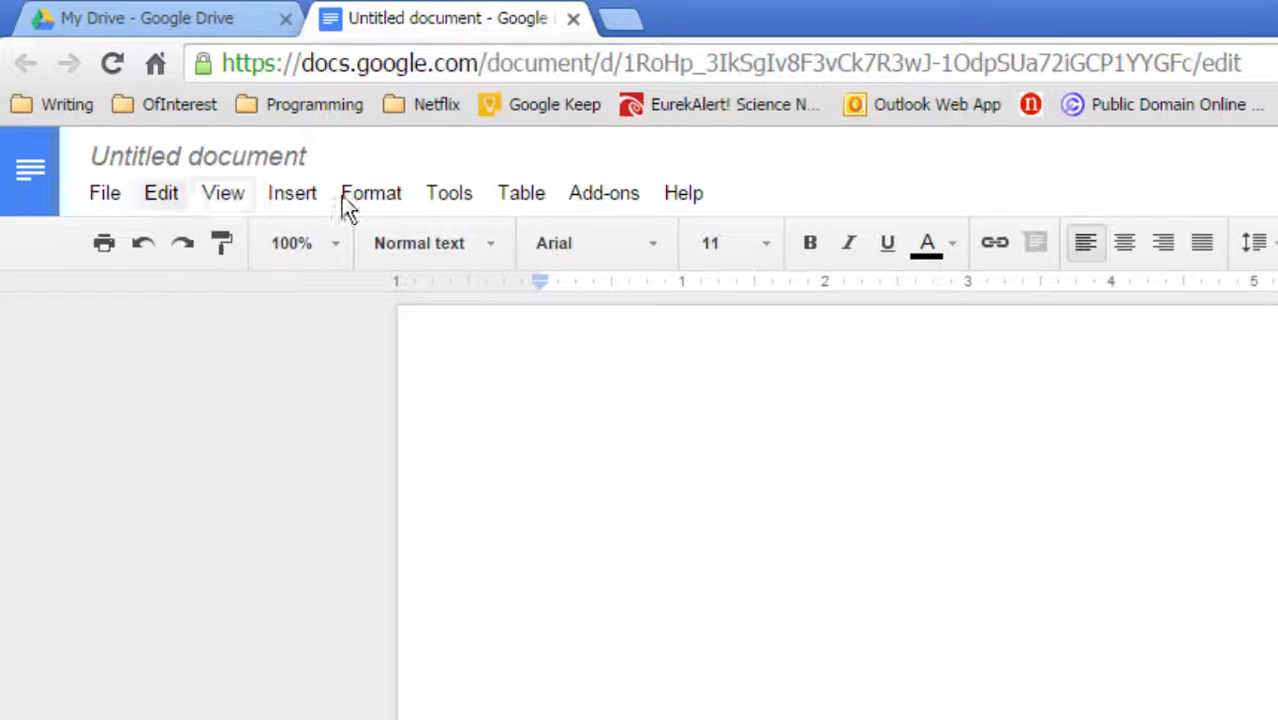 My Drive - Google Drive Untitled document - Google
https://docs.google.com/document/d/1RoHp_3IkSgIv8F3vCk7R3wJ-1OdpSUa72iGCP1YYGFc/edit
Writing OfInterest Programming Netflix Google Keep EurekAlert! Science N... Outlook Web App n Public Domain Online ...
Untitled document
File Edit View Insert Format Tools Table Add-ons Help
100% Normal text Arial 11 B I U A
1 1 2 3 4 5